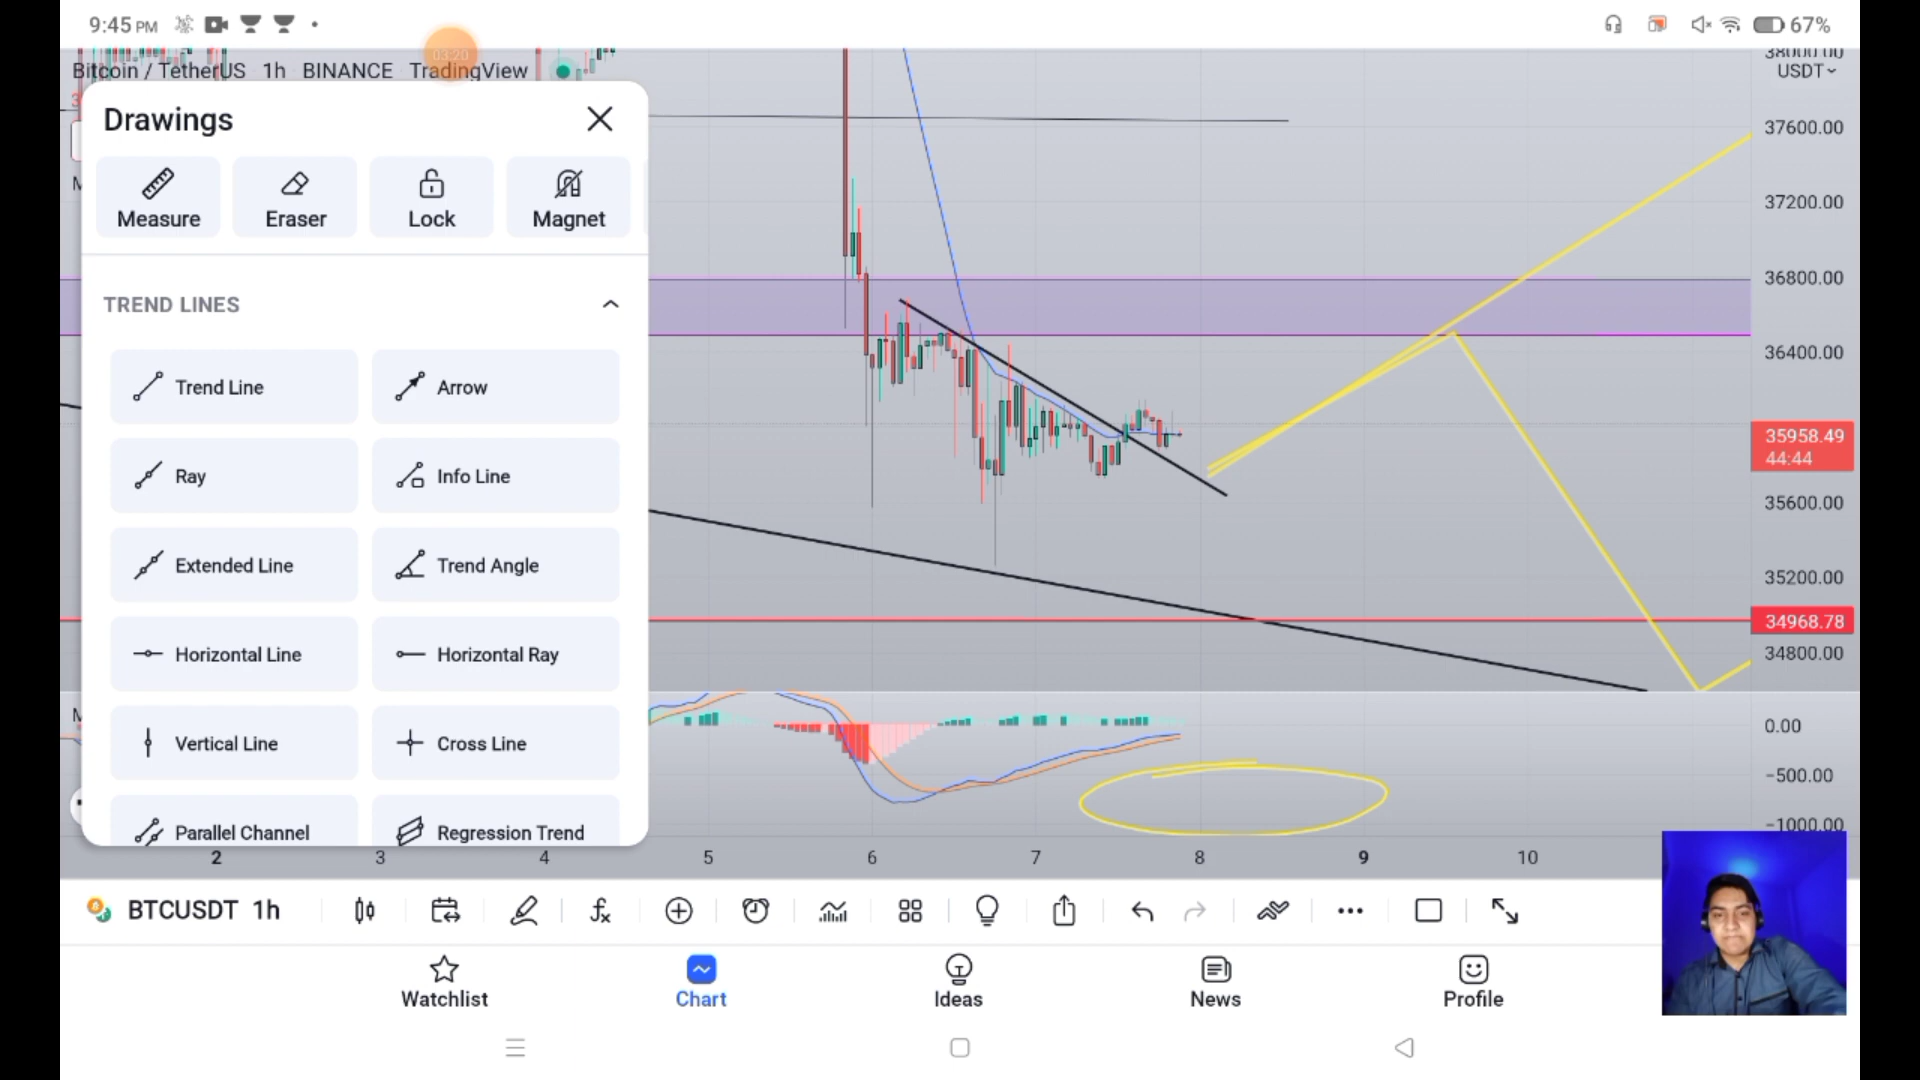 9:45 PM
67%
03:20
Bitcoin / TetherUS 1h BINANCE TradingView
38000.00
USDT
Drawings
Measure
Eraser
Lock
Magnet
TREND LINES
Trend Line
Arrow
Ray
Info Line
Extended Line
Trend Angle
Horizontal Line
Horizontal Ray
Vertical Line
Cross Line
Parallel Channel
Regression Trend
37600.00
37200.00
36800.00
36400.00
35958.49
44:44
35600.00
35200.00
34968.78
34800.00
0.00
−500.00
−1000.00
2 3 4 5 6 7 8 9 10
BTCUSDT 1h
Watchlist
Chart
Ideas
News
Profile